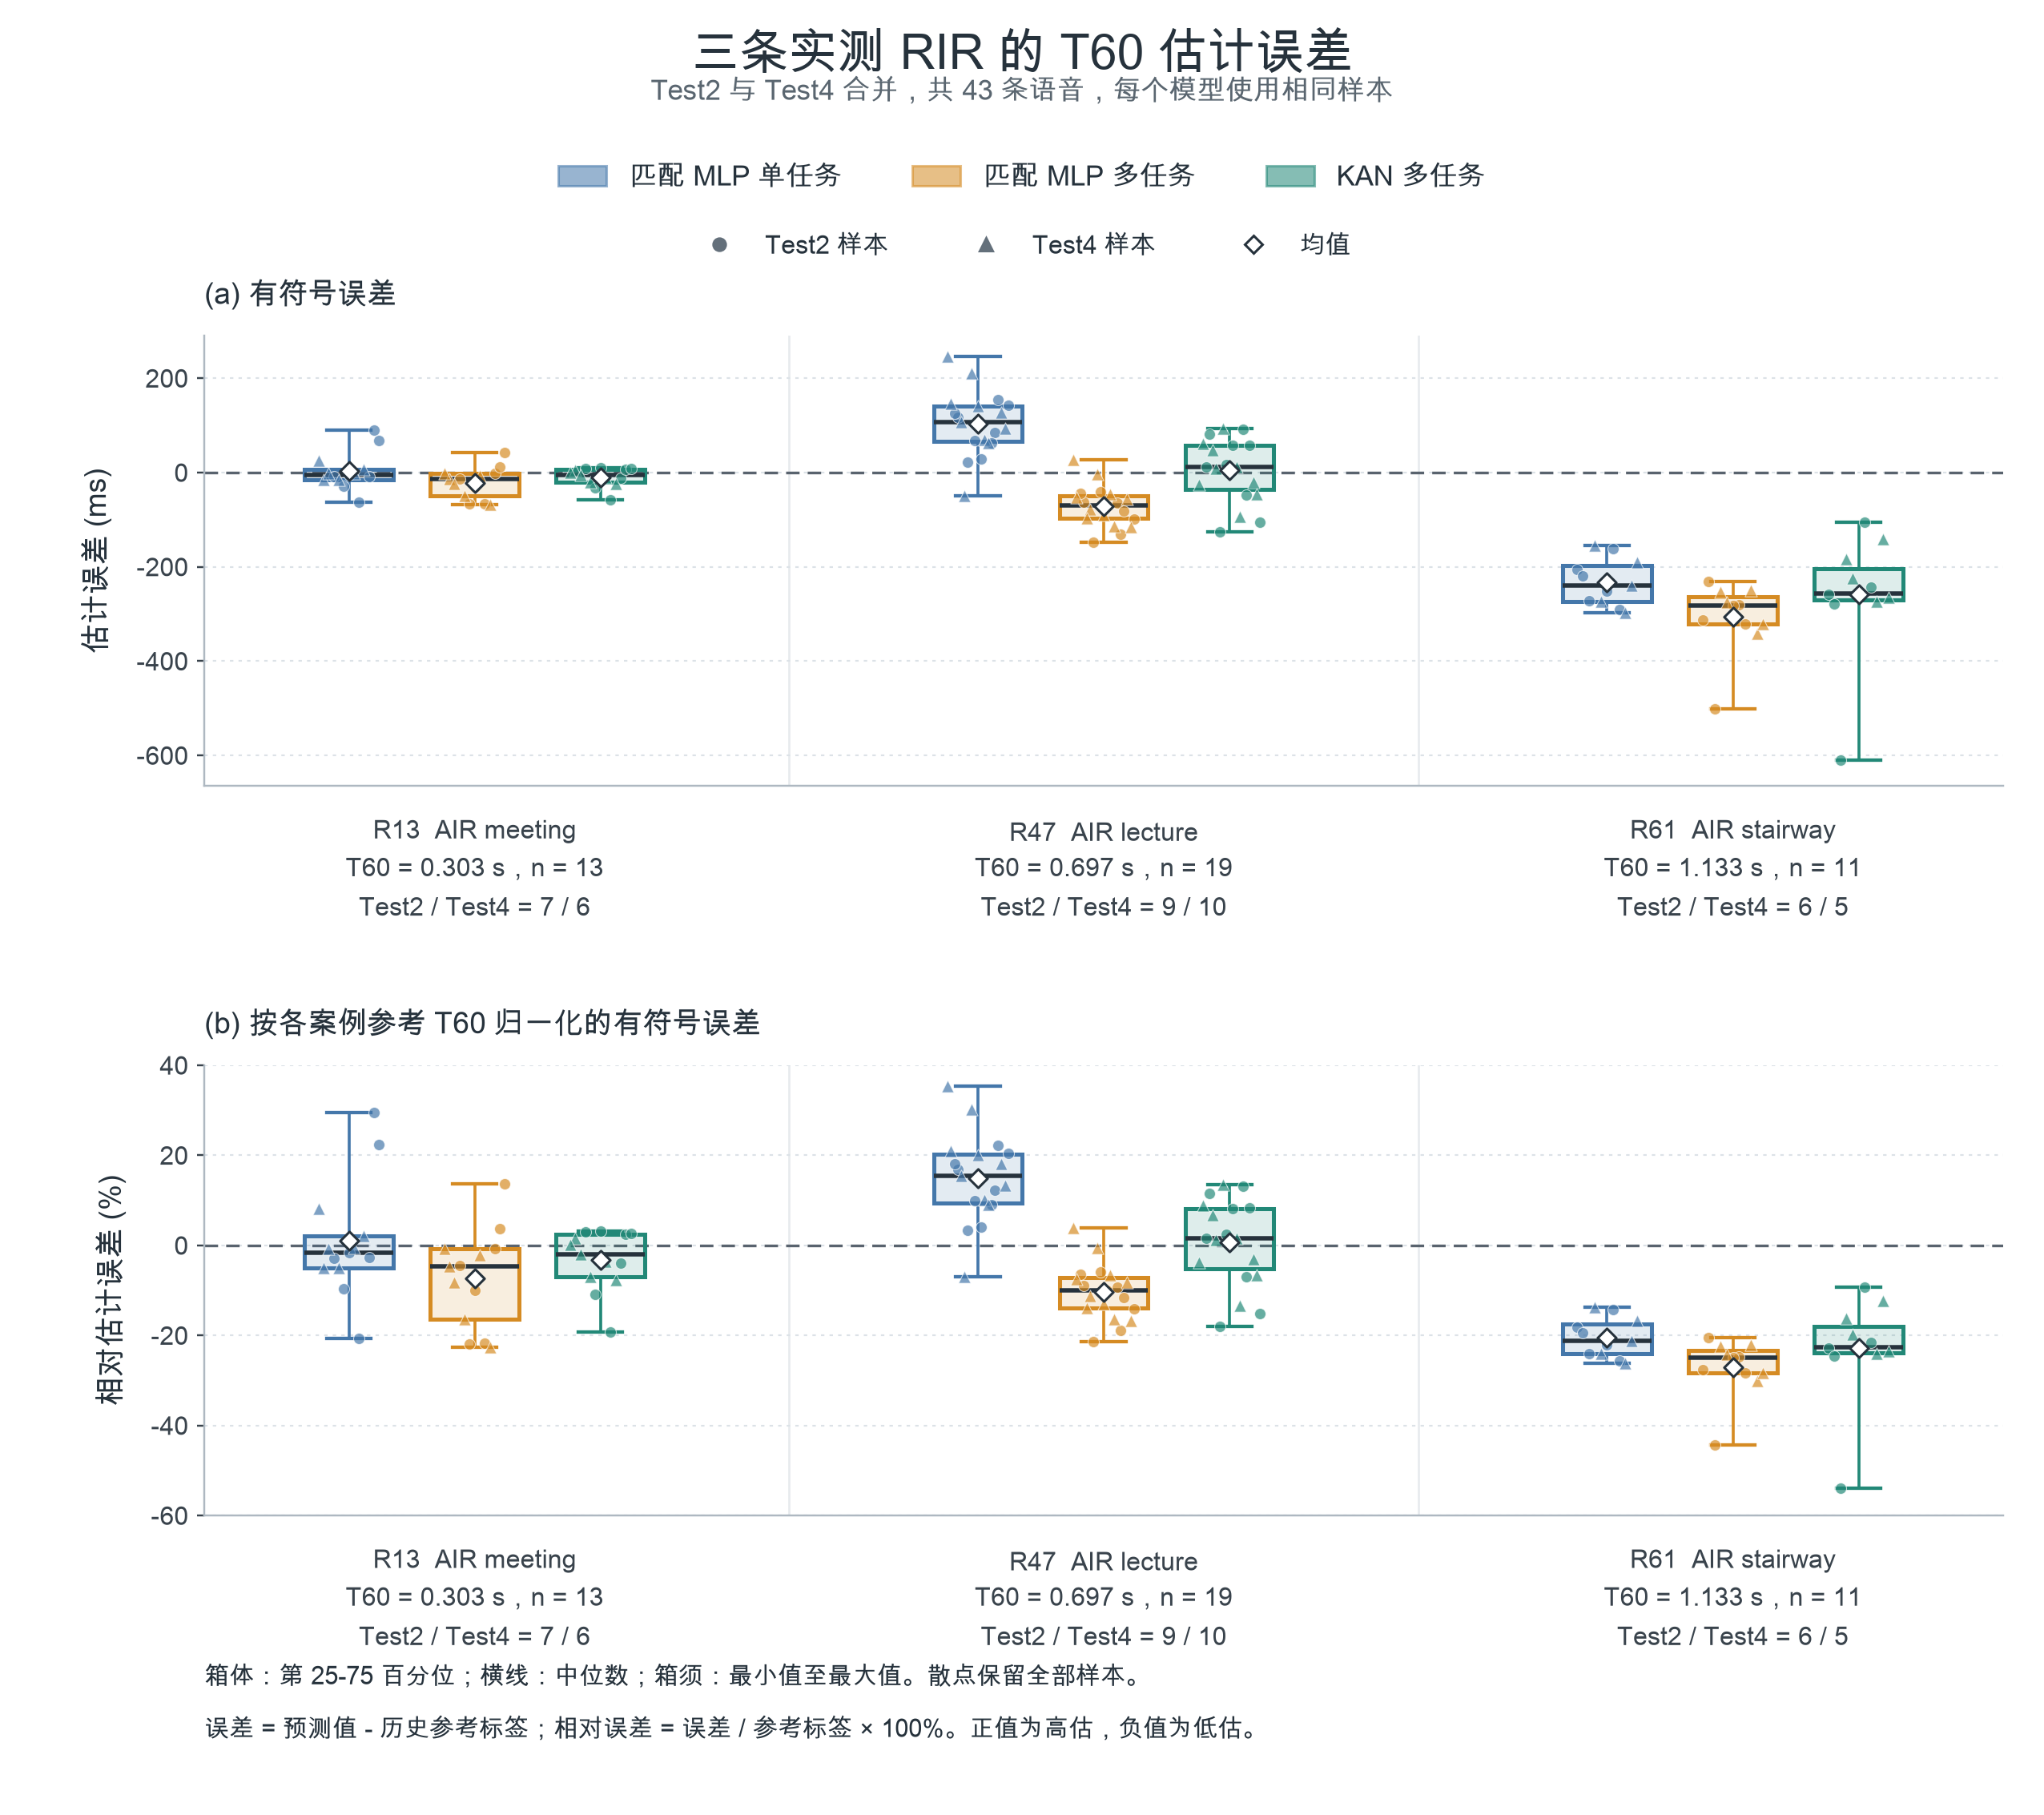 三条实测 RIR 的 T60 估计误差
Test2 与 Test4 合并，共 43 条语音，每个模型使用相同样本
匹配 MLP 单任务
匹配 MLP 多任务
KAN 多任务
Test2 样本
Test4 样本
均值
(a) 有符号误差
估计误差 (ms)
200
0
-200
-400
-600
R13 AIR meeting
T60 = 0.303 s，n = 13
Test2 / Test4 = 7 / 6
R47 AIR lecture
T60 = 0.697 s，n = 19
Test2 / Test4 = 9 / 10
R61 AIR stairway
T60 = 1.133 s，n = 11
Test2 / Test4 = 6 / 5
(b) 按各案例参考 T60 归一化的有符号误差
相对估计误差 (%)
40
20
0
-20
-40
-60
R13 AIR meeting
T60 = 0.303 s，n = 13
Test2 / Test4 = 7 / 6
R47 AIR lecture
T60 = 0.697 s，n = 19
Test2 / Test4 = 9 / 10
R61 AIR stairway
T60 = 1.133 s，n = 11
Test2 / Test4 = 6 / 5
箱体：第 25-75 百分位；横线：中位数；箱须：最小值至最大值。散点保留全部样本。
误差 = 预测值 - 历史参考标签；相对误差 = 误差 / 参考标签 × 100%。正值为高估，负值为低估。